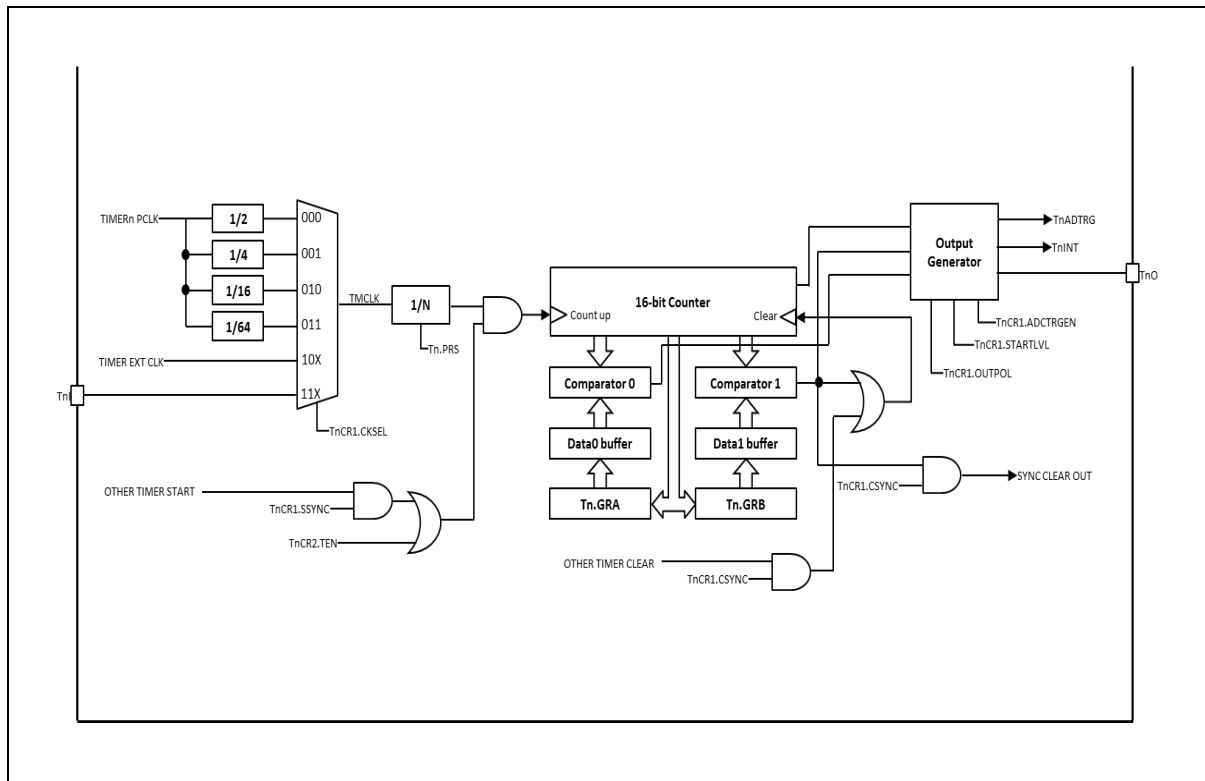 TIMERn PCLK
1/2
000
1/4
001
1/16
010
1/64
011
TIMER EXT CLK
10X
TnI
11X
TnCR1.CKSEL
TMCLK
1/N
Tn.PRS
OTHER TIMER START
TnCR1.SSYNC
TnCR2.TEN
16-bit Counter
Count up
Clear
Comparator 0
Comparator 1
Data0 buffer
Data1 buffer
Tn.GRA
Tn.GRB
OTHER TIMER CLEAR
TnCR1.CSYNC
Output
Generator
TnADTRG
TnINT
TnO
TnCR1.ADCTRGEN
TnCR1.STARTLVL
TnCR1.OUTPOL
TnCR1.CSYNC
SYNC CLEAR OUT